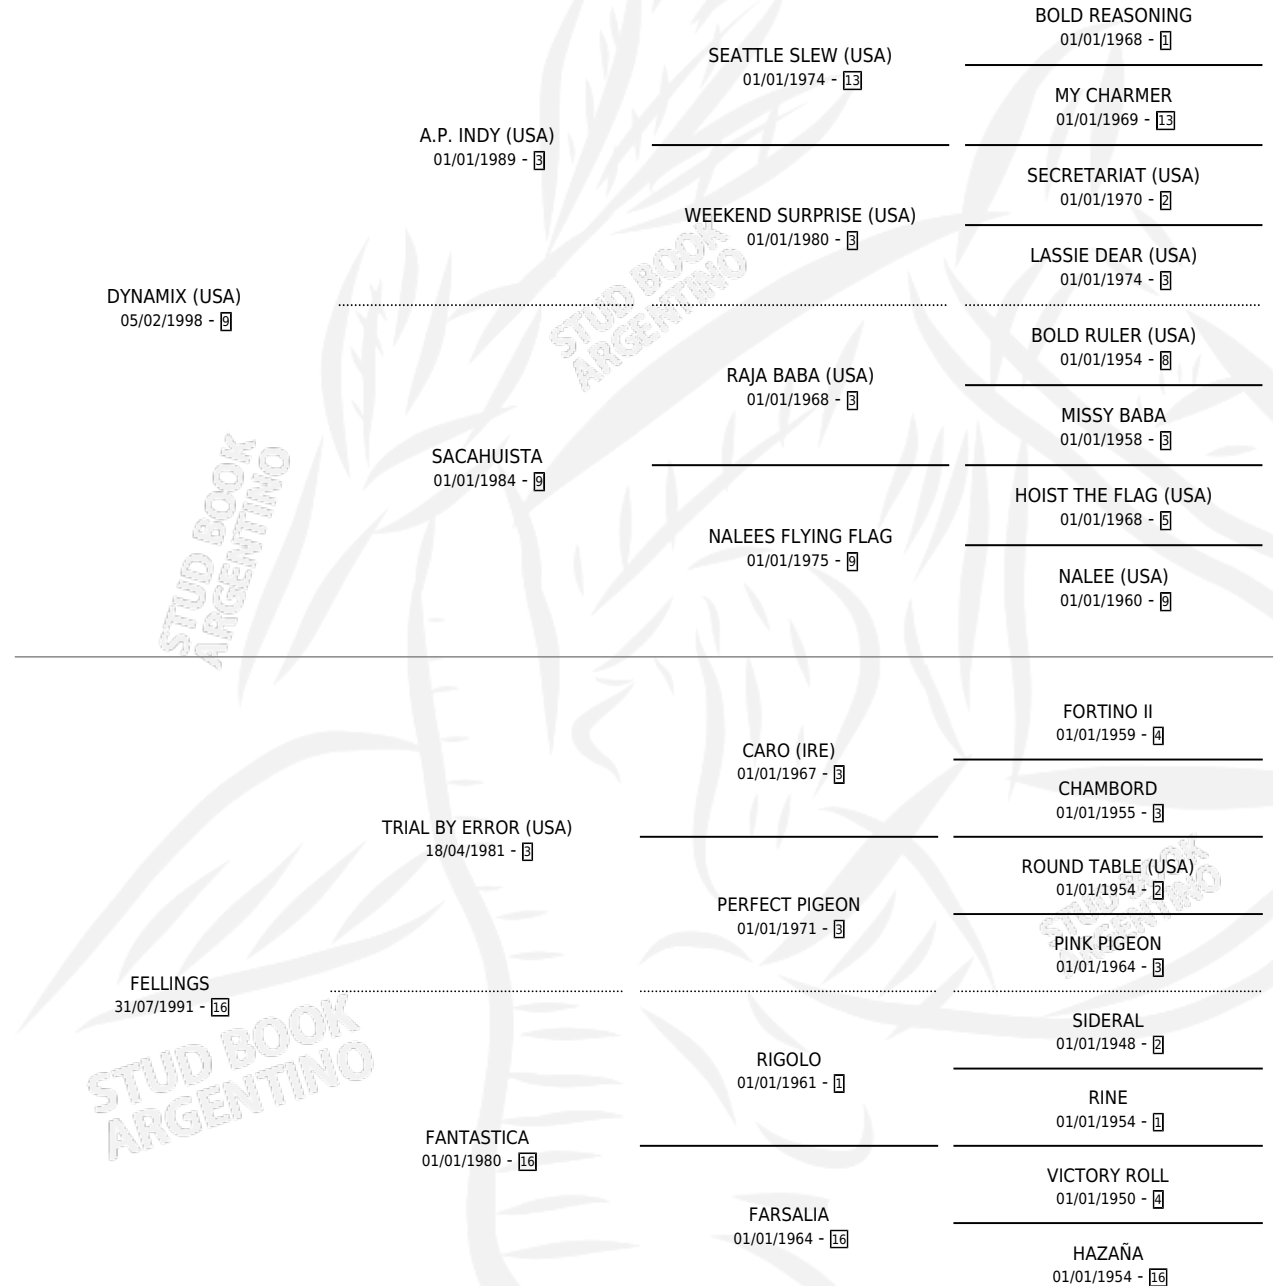 BOLD REASONING
01/01/1968 - 1
SEATTLE SLEW (USA)
01/01/1974 - 13
MY CHARMER
01/01/1969 - 13
A.P. INDY (USA)
01/01/1989 - 3
SECRETARIAT (USA)
01/01/1970 - 2
WEEKEND SURPRISE (USA)
01/01/1980 - 3
LASSIE DEAR (USA)
01/01/1974 - 3
DYNAMIX (USA)
05/02/1998 - 9
BOLD RULER (USA)
01/01/1954 - 8
RAJA BABA (USA)
01/01/1968 - 3
MISSY BABA
01/01/1958 - 3
SACAHUISTA
01/01/1984 - 9
HOIST THE FLAG (USA)
01/01/1968 - 5
NALEES FLYING FLAG
01/01/1975 - 9
NALEE (USA)
01/01/1960 - 9
STUD BOOK
ARGENTINO
STUD BOOK
ARGENTINO
FORTINO II
01/01/1959 - 4
CARO (IRE)
01/01/1967 - 3
CHAMBORD
01/01/1955 - 3
TRIAL BY ERROR (USA)
18/04/1981 - 3
ROUND TABLE (USA)
01/01/1954 - 2
PERFECT PIGEON
01/01/1971 - 3
PINK PIGEON
01/01/1964 - 3
STUD BOOK
ARGENTINO
FELLINGS
31/07/1991 - 16
SIDERAL
01/01/1948 - 2
RIGOLO
01/01/1961 - 1
RINE
01/01/1954 - 1
STUD BOOK
ARGENTINO
FANTASTICA
01/01/1980 - 16
VICTORY ROLL
01/01/1950 - 4
FARSALIA
01/01/1964 - 16
HAZAÑA
01/01/1954 - 16